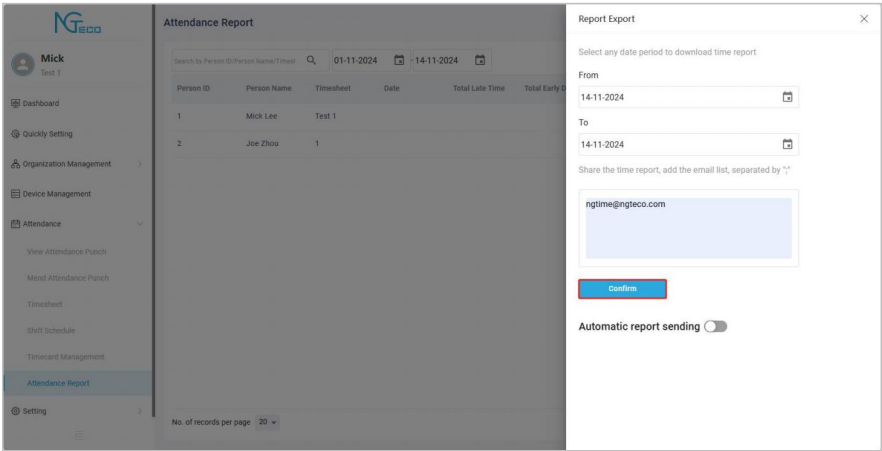 NGTECO
Mick
Test 1
Dashboard
Quickly Setting
Organization Management
Device Management
Attendance
View Attendance Punch
Mend Attendance Punch
Timesheet
Shift Schedule
Timecard Management
Attendance Report
Setting
Attendance Report
Search by Person ID/Person Name/Timesl 01-11-2024 - 14-11-2024
Person ID Person Name Timesheet Date Total Late Time Total Early D
1 Mick Lee Test 1
2 Joe Zhou 1
No. of records per page 20
Report Export
Select any date period to download time report
From
14-11-2024
To
14-11-2024
Share the time report, add the email list, separated by ";"
ngtime@ngteco.com
Confirm
Automatic report sending